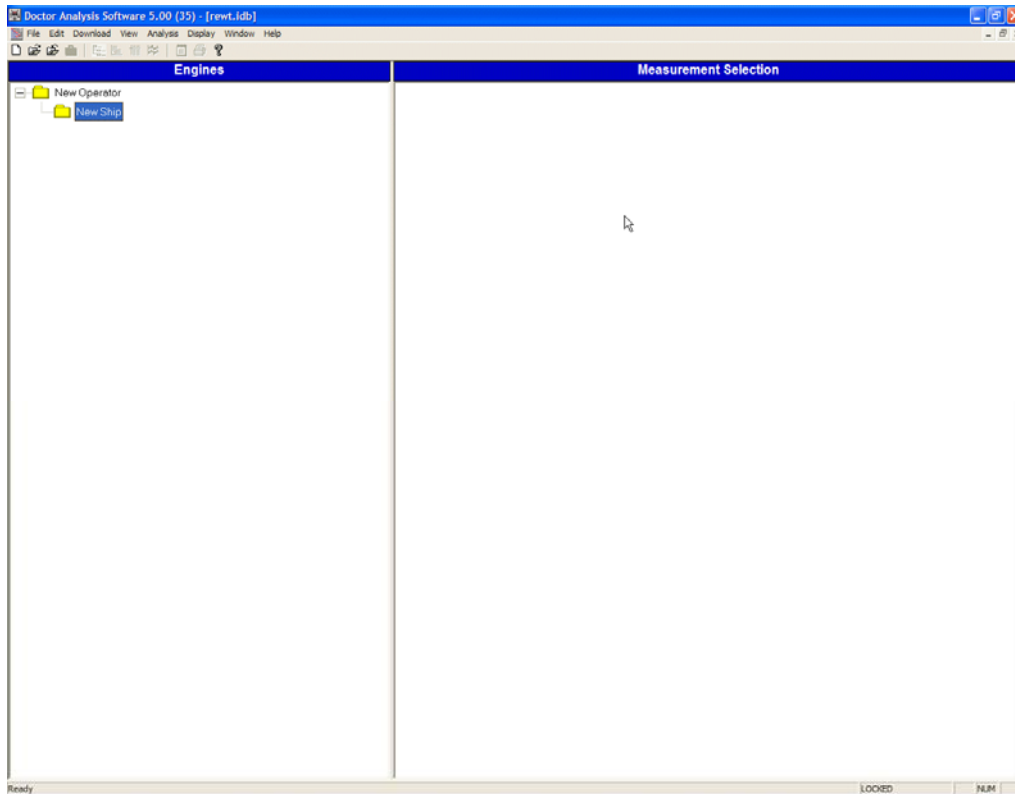 Doctor Analysis Software 5.00 (35) - [rewt.idb]
File Edit Download View Analysis Display Window Help
Engines
Measurement Selection
New Operator
New Ship
Ready
LOCKED
NUM